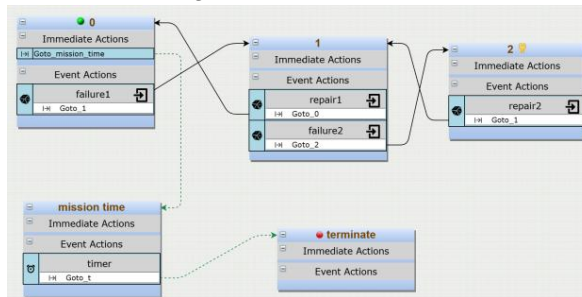 0
Immediate Actions
Goto_mission_time
Event Actions
failure1
Goto_1
1
Immediate Actions
Event Actions
repair1
Goto_0
failure2
Goto_2
2
Immediate Actions
Event Actions
repair2
Goto_1
mission time
Immediate Actions
Event Actions
timer
Goto_t
terminate
Immediate Actions
Event Actions